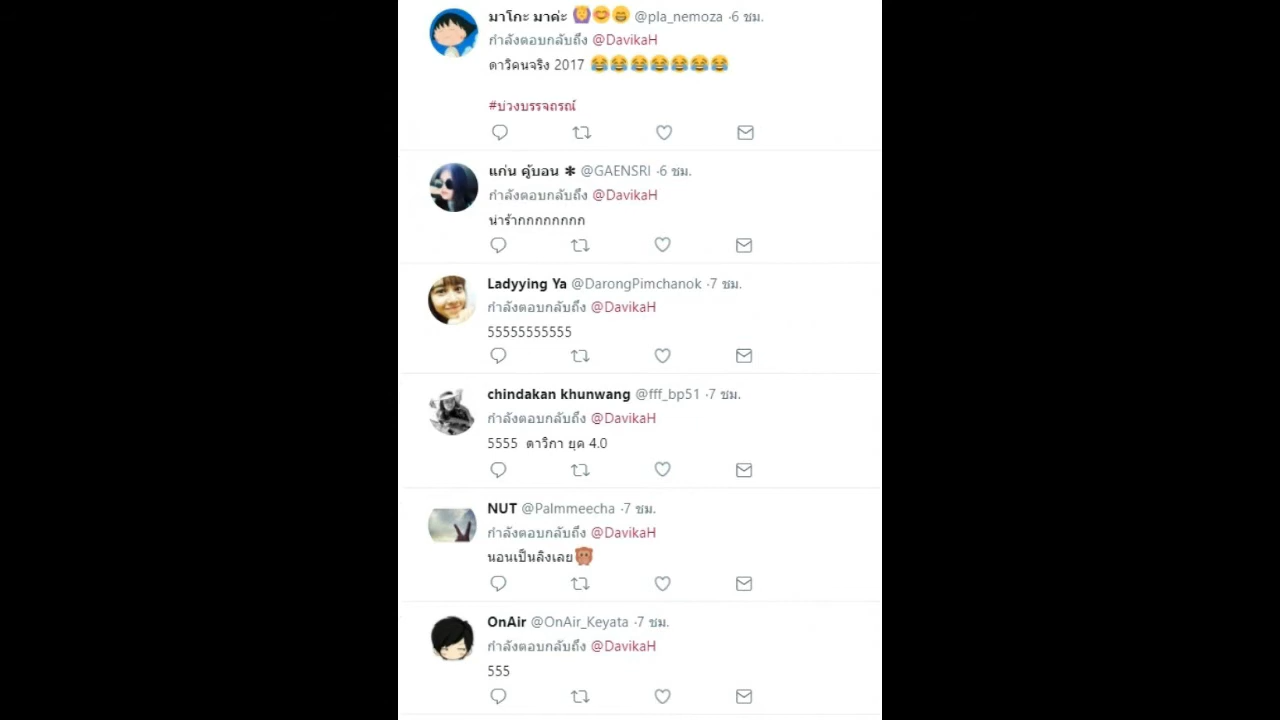 มาโกะ มาค่ะ 🙆😊😁 @pla_nemoza ·6 ชม.
กำลังตอบกลับถึง @DavikaH
ดาวิคนจริง 2017 😂😂😂😂😂😂😂
#บ่วงบรรจถรณ์
แก่น คู้บอน ✻ @GAENSRI ·6 ชม.
กำลังตอบกลับถึง @DavikaH
น่าร้ากกกกกกกก
Ladyying Ya @DarongPimchanok ·7 ชม.
กำลังตอบกลับถึง @DavikaH
55555555555
chindakan khunwang @fff_bp51 ·7 ชม.
กำลังตอบกลับถึง @DavikaH
5555 ดาวิกา ยุค 4.0
NUT @Palmmeecha ·7 ชม.
กำลังตอบกลับถึง @DavikaH
นอนเป็นลิงเลย🙊
OnAir @OnAir_Keyata ·7 ชม.
กำลังตอบกลับถึง @DavikaH
555